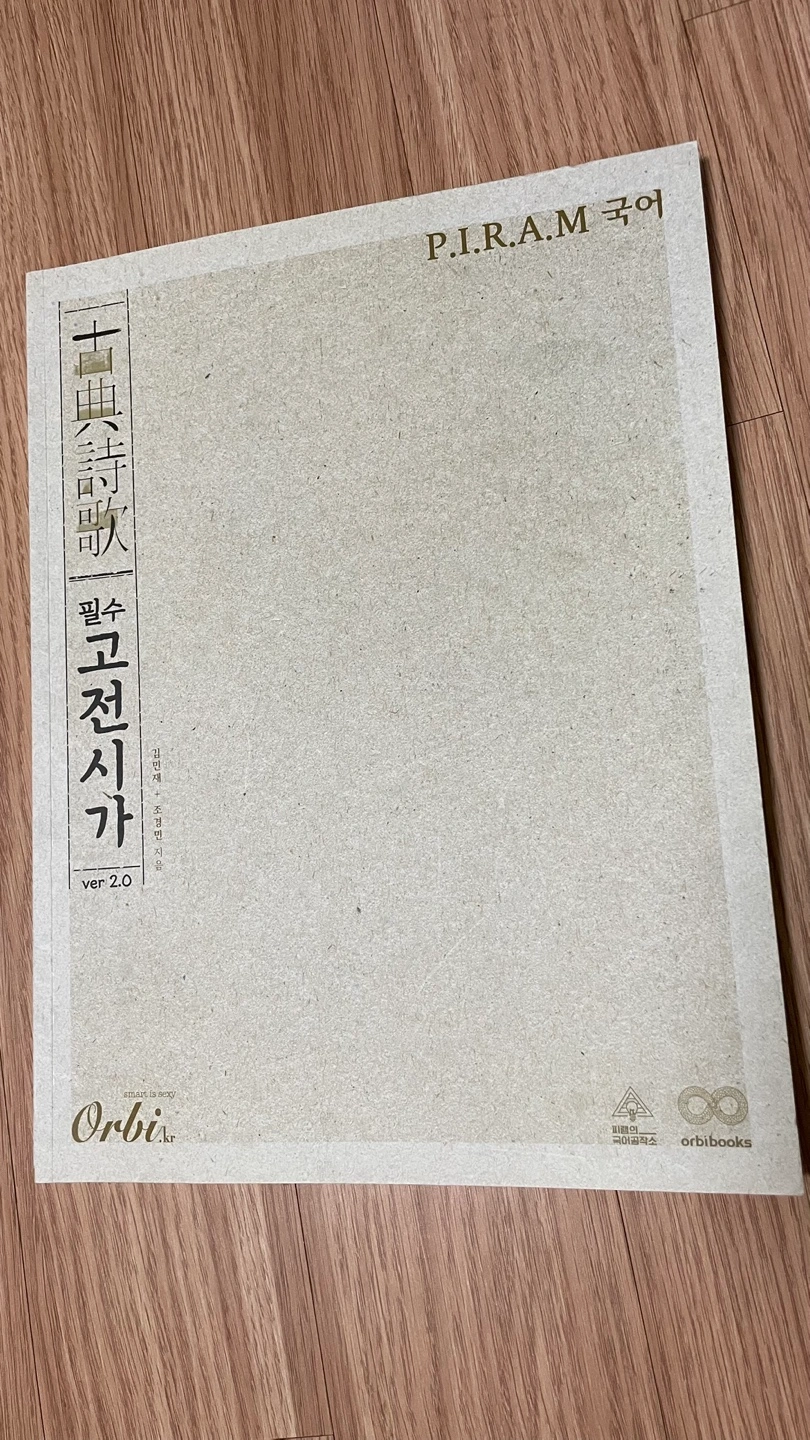 P.I.R.A.M 국어
古典詩歌
필수
고전시가
ver 2.0
김민재 + 조경민 지음
smart is sexy
Orbi.kr
피램의
국어공작소
orbibooks